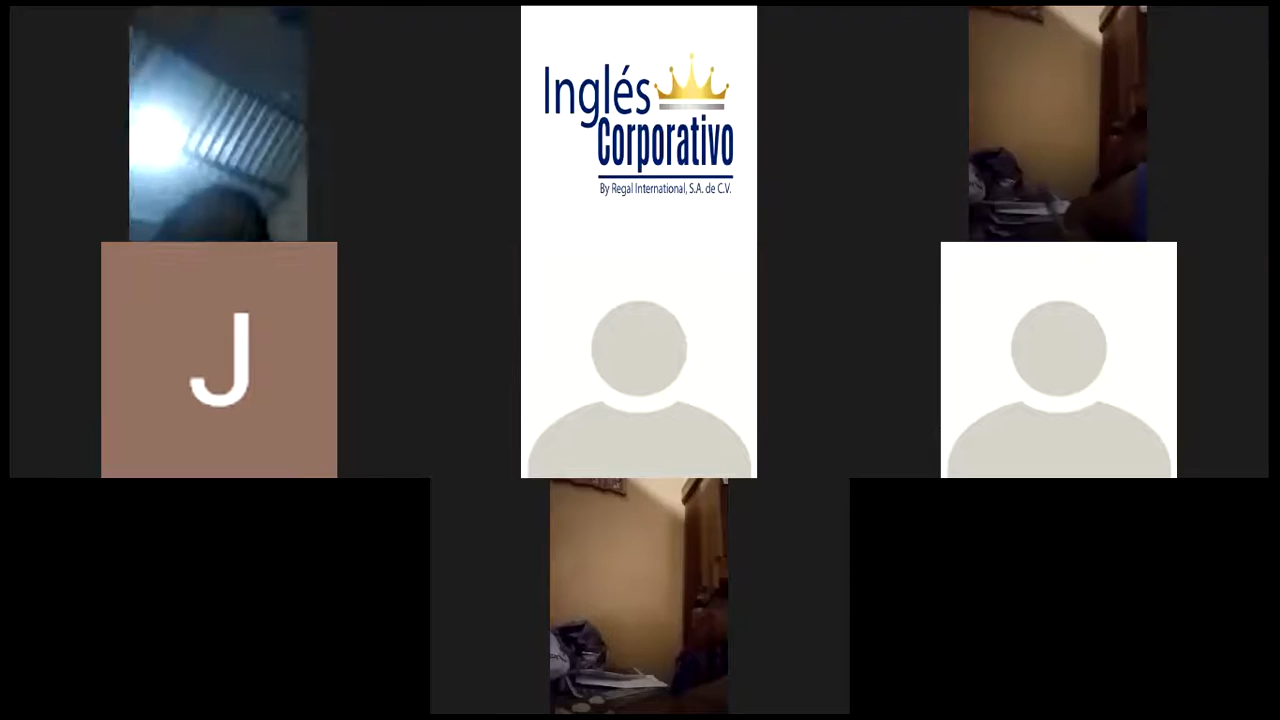 Inglés
Corporativo
By Regal International, S.A. de C.V.
J